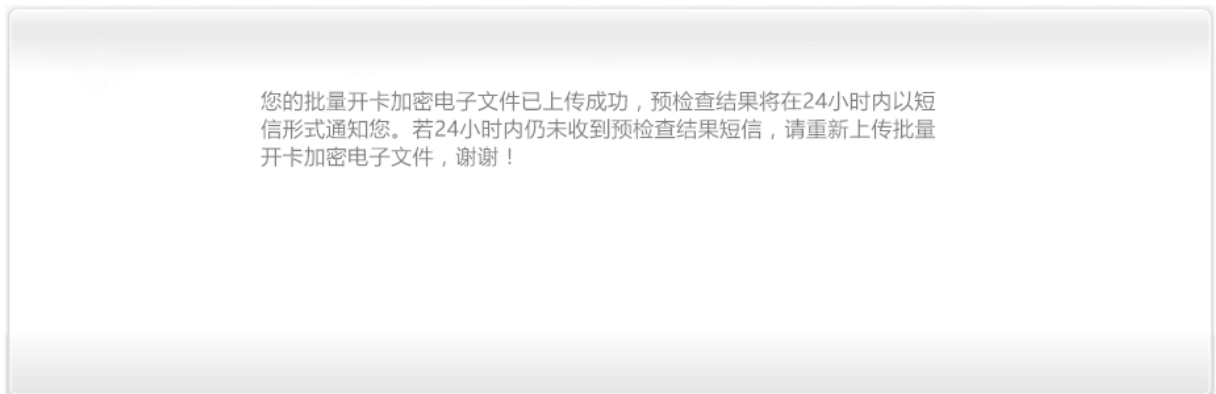 您的批量开卡加密电子文件已上传成功，预检查结果将在24小时内以短
信形式通知您。若24小时内仍未收到预检查结果短信，请重新上传批量
开卡加密电子文件，谢谢！